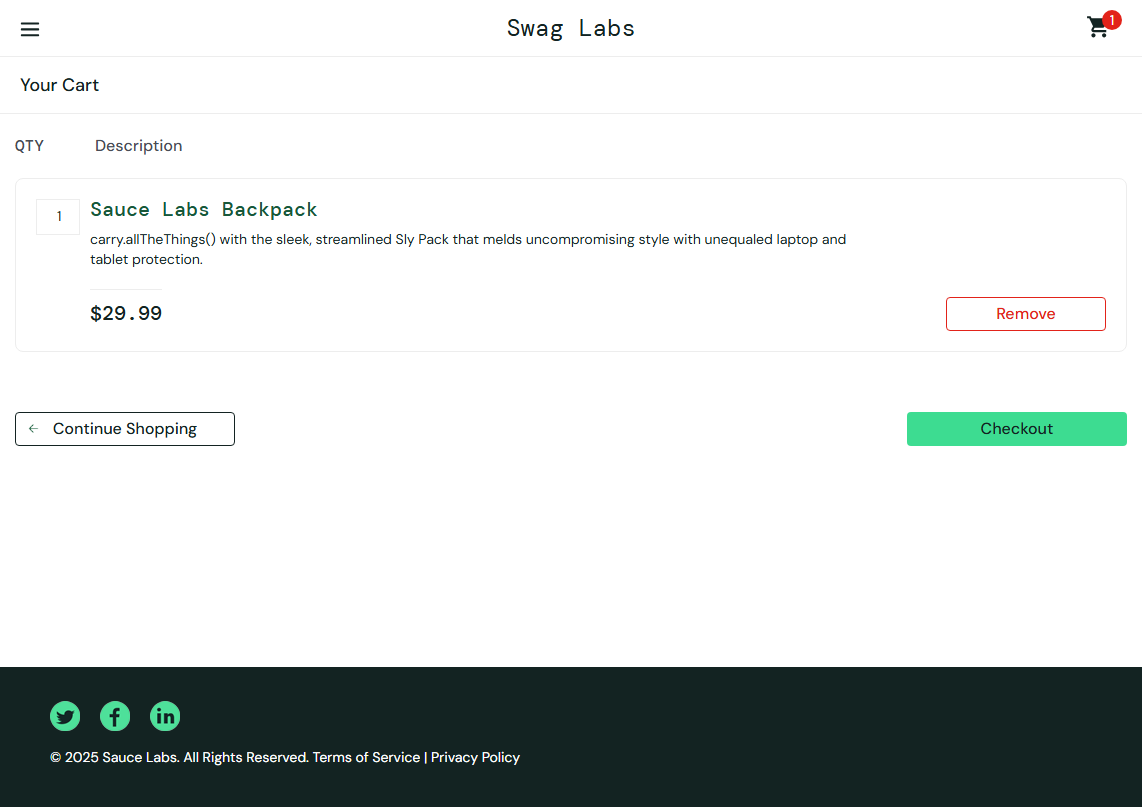 Swag Labs
1
Your Cart
QTY Description
1
Sauce Labs Backpack
carry.allTheThings() with the sleek, streamlined Sly Pack that melds uncompromising style with unequaled laptop and
tablet protection.
$29.99
Remove
Continue Shopping
Checkout
© 2025 Sauce Labs. All Rights Reserved. Terms of Service | Privacy Policy